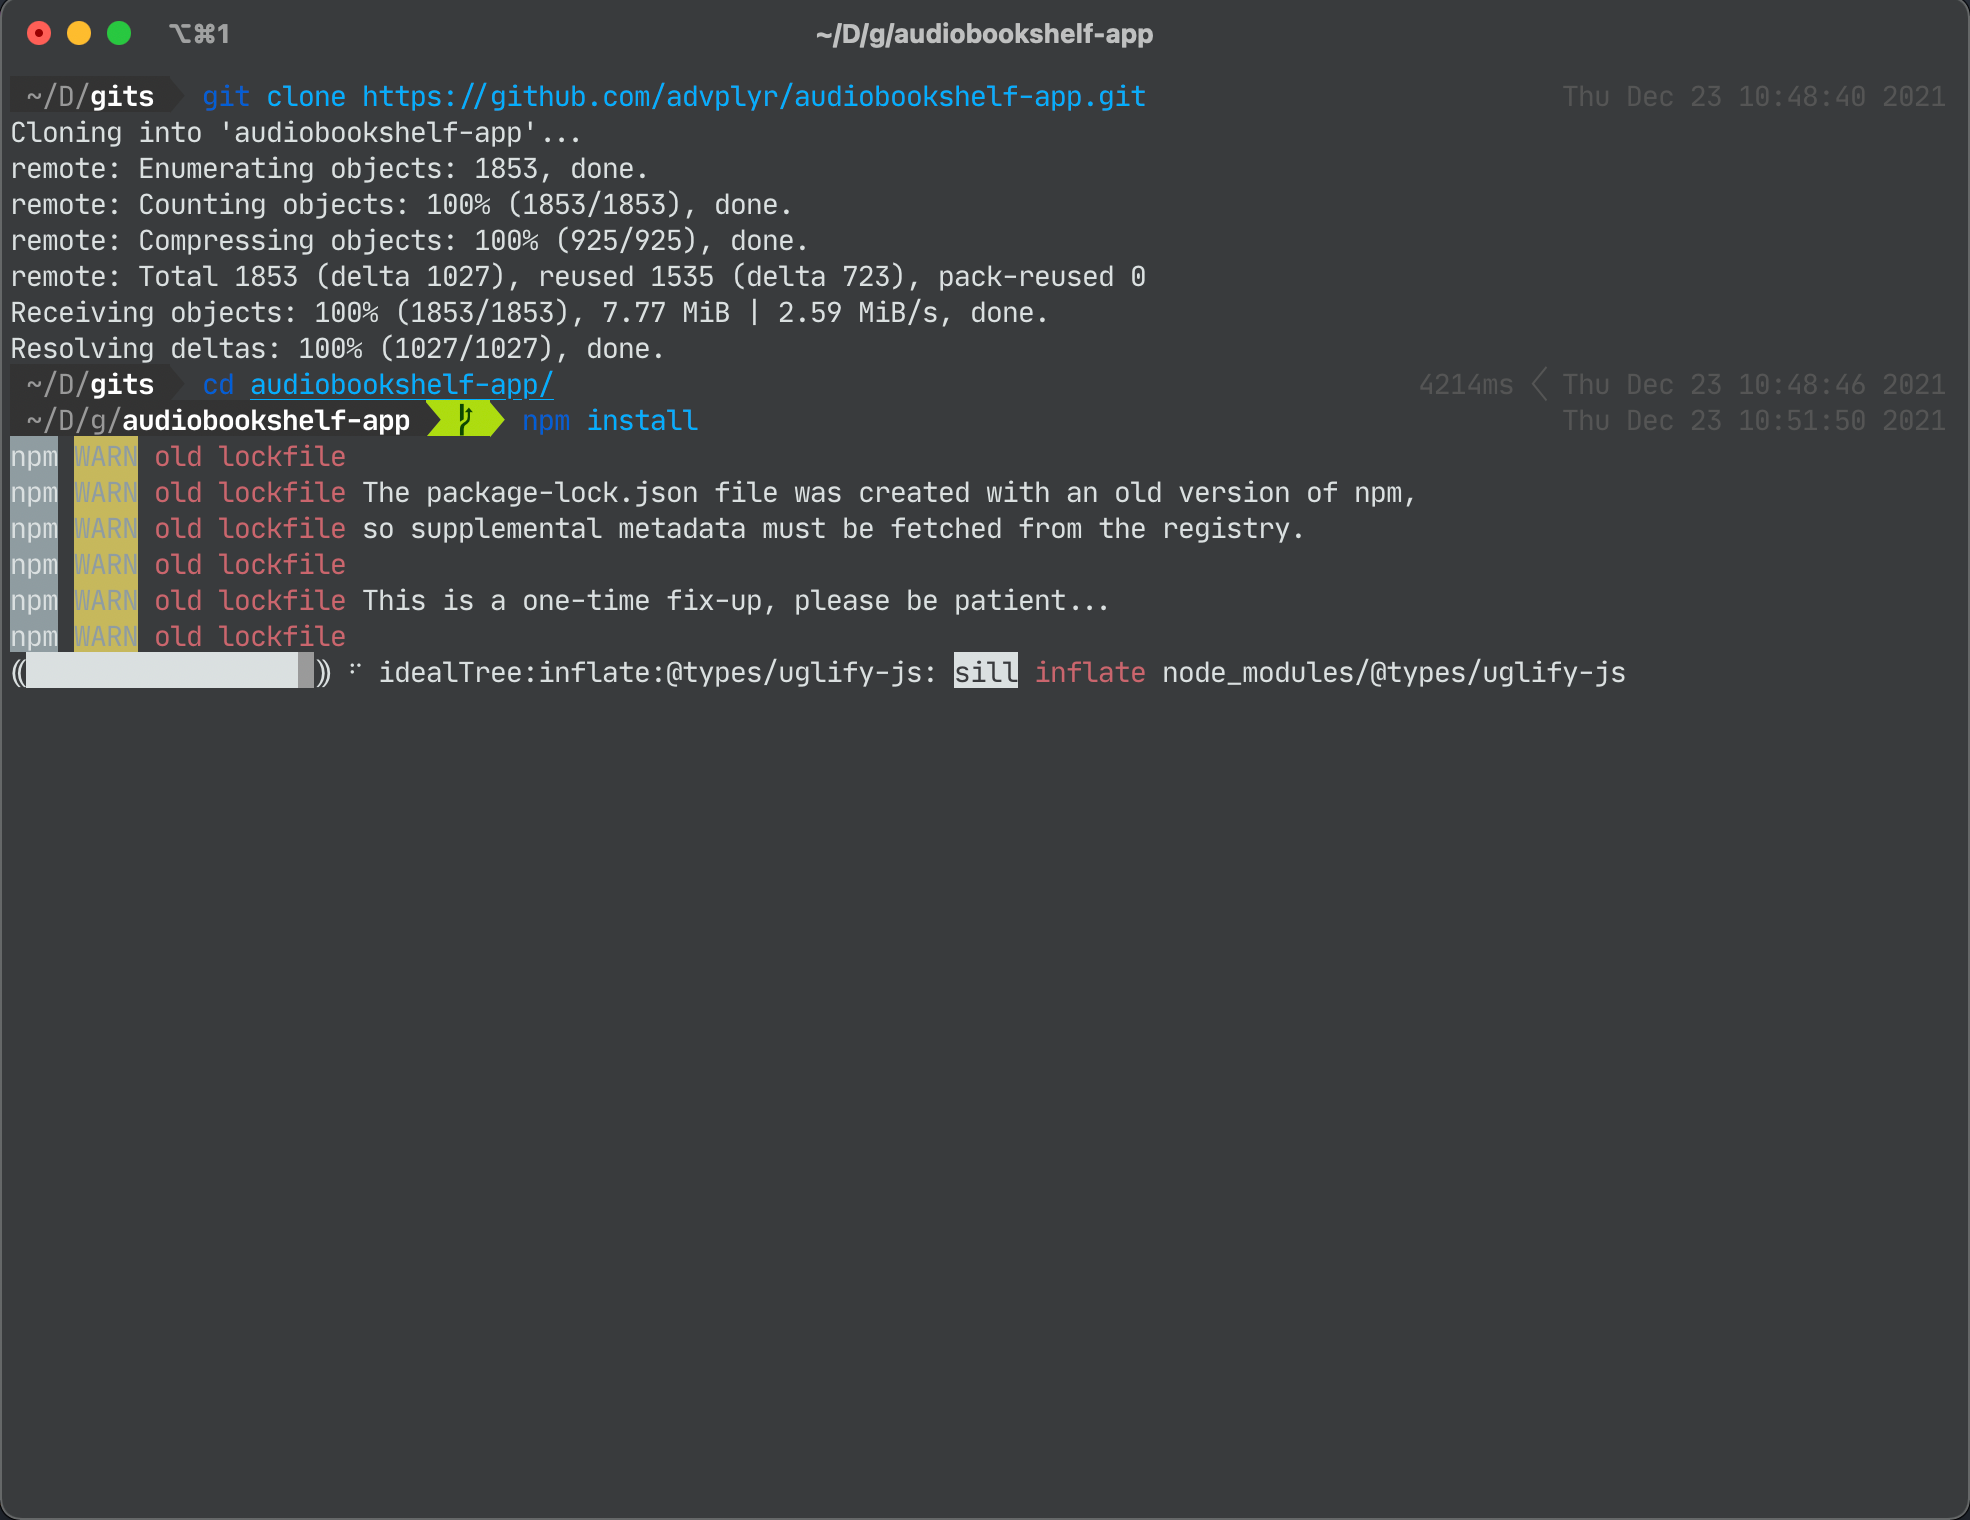 ⌥⌘1 ~/D/g/audiobookshelf-app
~/D/gits git clone https://github.com/advplyr/audiobookshelf-app.git Thu Dec 23 10:48:40 2021
Cloning into 'audiobookshelf-app'...
remote: Enumerating objects: 1853, done.
remote: Counting objects: 100% (1853/1853), done.
remote: Compressing objects: 100% (925/925), done.
remote: Total 1853 (delta 1027), reused 1535 (delta 723), pack-reused 0
Receiving objects: 100% (1853/1853), 7.77 MiB | 2.59 MiB/s, done.
Resolving deltas: 100% (1027/1027), done.
~/D/gits cd audiobookshelf-app/ 4214ms Thu Dec 23 10:48:46 2021
~/D/g/audiobookshelf-app npm install Thu Dec 23 10:51:50 2021
npm WARN old lockfile
npm WARN old lockfile The package-lock.json file was created with an old version of npm,
npm WARN old lockfile so supplemental metadata must be fetched from the registry.
npm WARN old lockfile
npm WARN old lockfile This is a one-time fix-up, please be patient...
npm WARN old lockfile
(( )) ⠋ idealTree:inflate:@types/uglify-js: sill inflate node_modules/@types/uglify-js